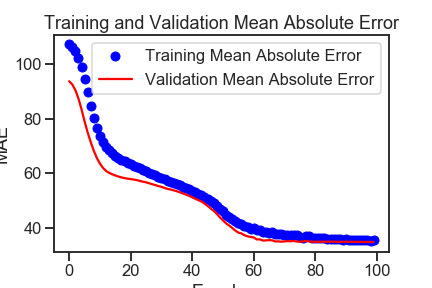 Training and Validation Mean Absolute Error
Training Mean Absolute Error
Validation Mean Absolute Error
100
80
60
40
MAE
0 20 40 60 80 100